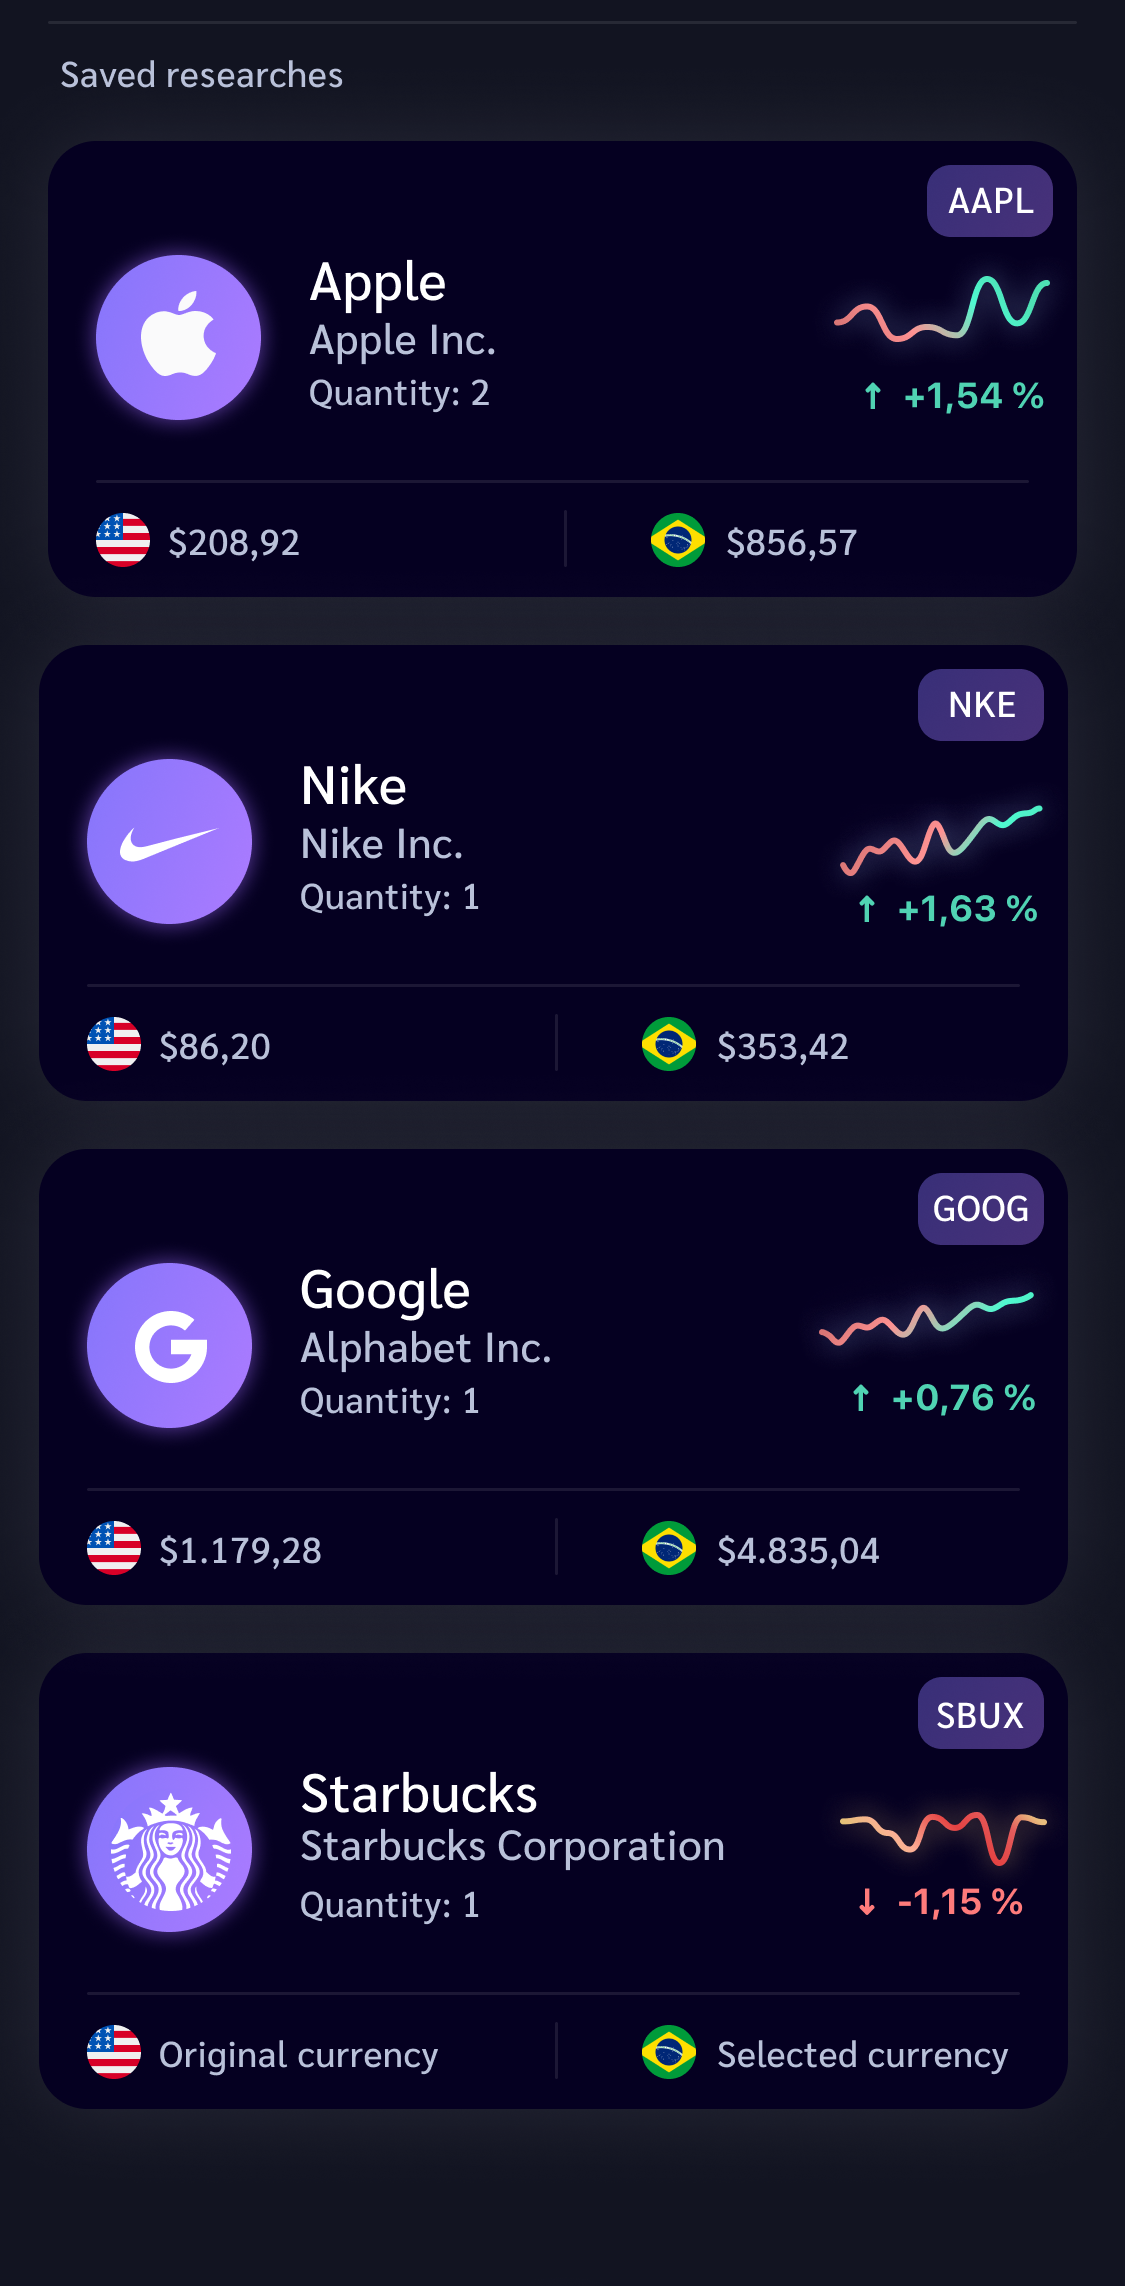 Saved researches
AAPL
Apple
Apple Inc.
Quantity: 2
↑ +1,54 %
$208,92
$856,57
NKE
Nike
Nike Inc.
Quantity: 1
↑ +1,63 %
$86,20
$353,42
GOOG
Google
Alphabet Inc.
Quantity: 1
↑ +0,76 %
$1.179,28
$4.835,04
SBUX
Starbucks
Starbucks Corporation
Quantity: 1
↓ -1,15 %
Original currency
Selected currency